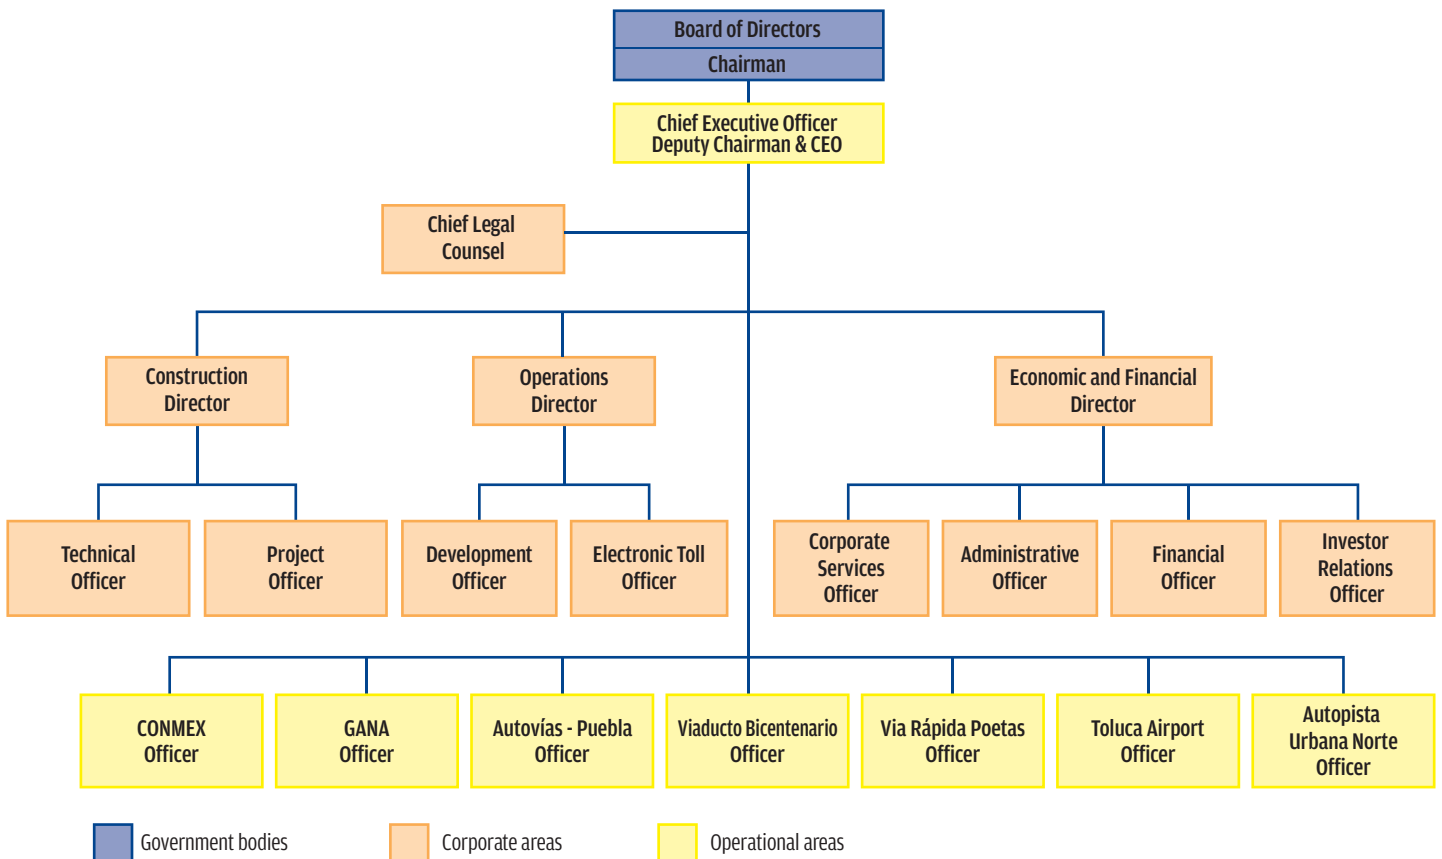 Board of Directors
Chairman
Chief Executive Officer
Deputy Chairman & CEO
Chief Legal
Counsel
Construction
Director
Operations
Director
Economic and Financial
Director
Technical
Officer
Project
Officer
Development
Officer
Electronic Toll
Officer
Corporate
Services
Officer
Administrative
Officer
Financial
Officer
Investor
Relations
Officer
CONMEX
Officer
GANA
Officer
Autovías - Puebla
Officer
Viaducto Bicentenario
Officer
Via Rápida Poetas
Officer
Toluca Airport
Officer
Autopista
Urbana Norte
Officer
Government bodies
Corporate areas
Operational areas